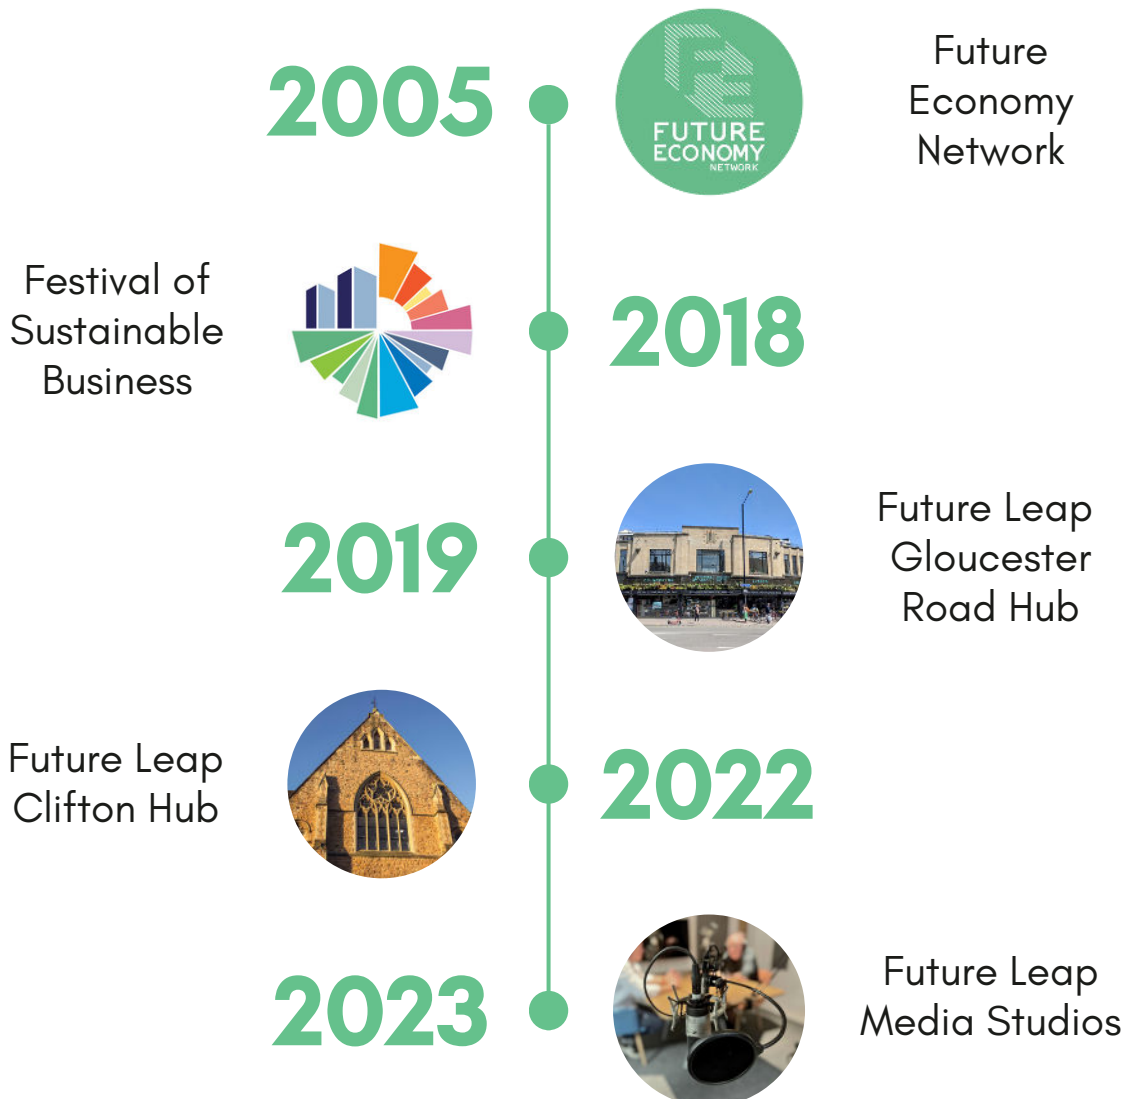 2005
FUTURE
ECONOMY
NETWORK
Future
Economy
Network
Festival of
Sustainable
Business
2018
2019
Future Leap
Gloucester
Road Hub
Future Leap
Clifton Hub
2022
2023
Future Leap
Media Studios